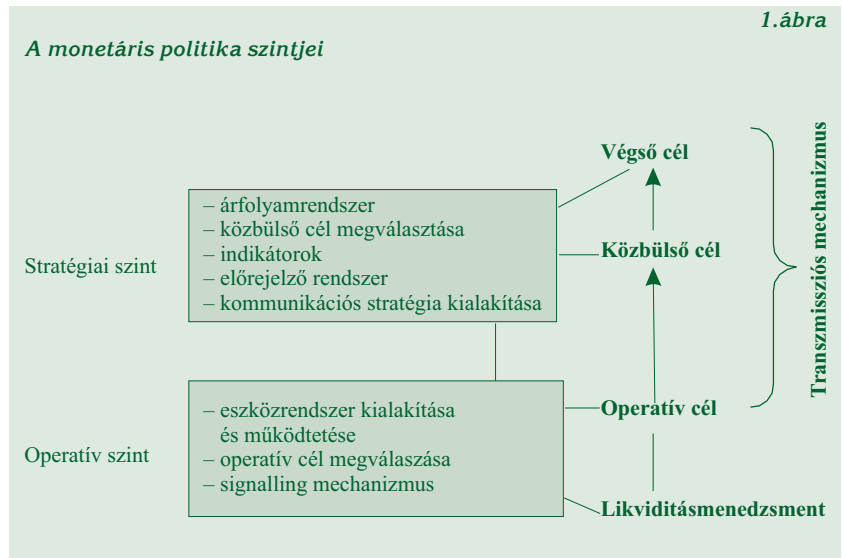 1.ábra
A monetáris politika szintjei
Végső cél
– árfolyamrendszer
– közbülső cél megválasztása
– indikátorok
– előrejelző rendszer
– kommunikációs stratégia kialakítása
Stratégiai szint
Közbülső cél
Transzmissziós mechanizmus
– eszközrendszer kialakítása
és működtetése
– operatív cél megválaszása
– signalling mechanizmus
Operatív szint
Operatív cél
Likviditásmenedzsment